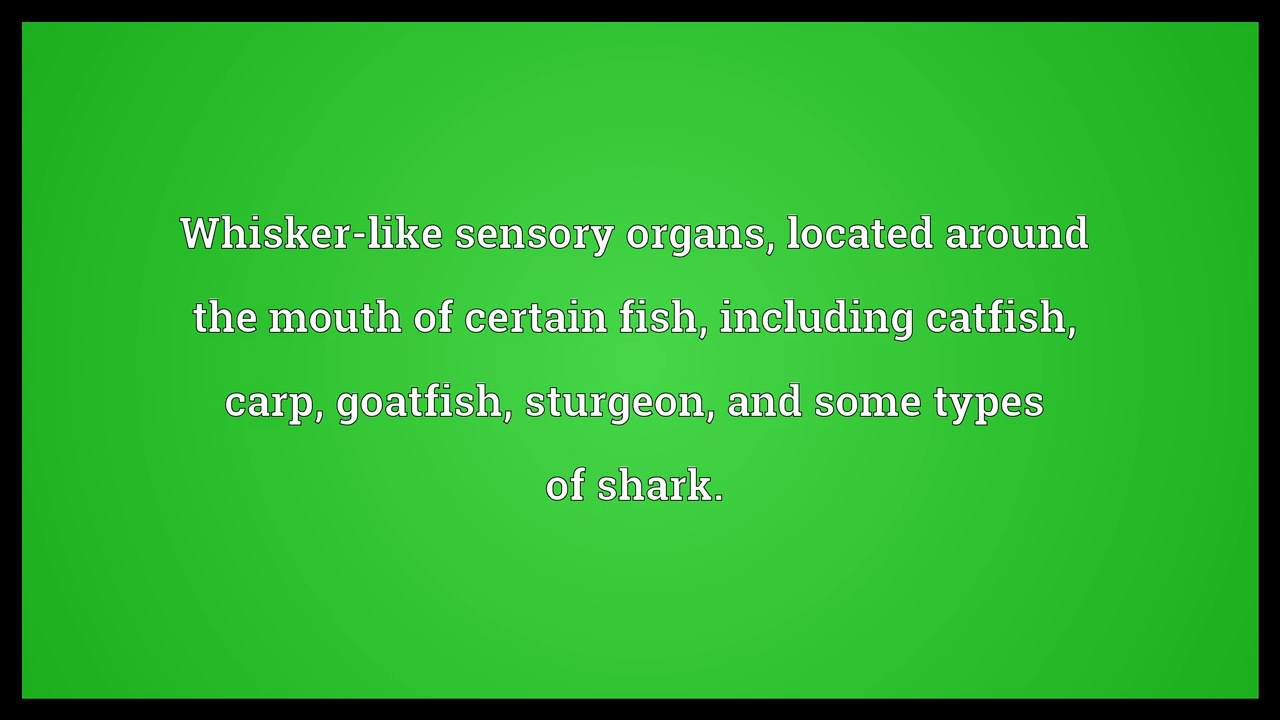 Whisker-like sensory organs, located around
the mouth of certain fish, including catfish,
carp, goatfish, sturgeon, and some types
of shark.